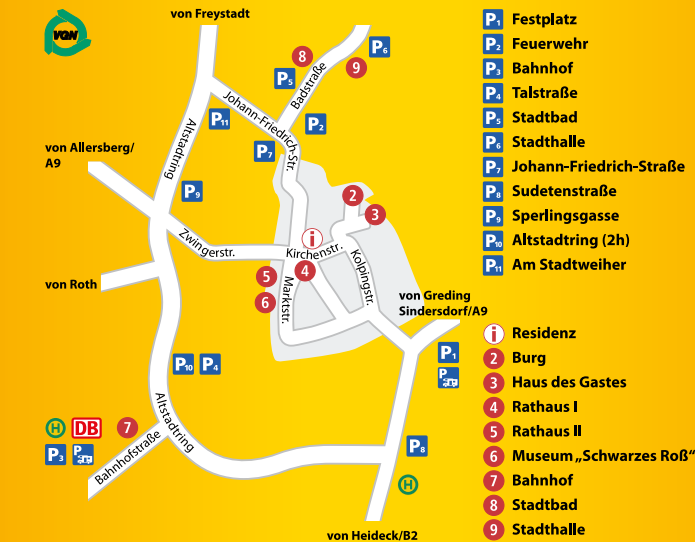 VGN
von Freystadt
8
P6
9
P5
Badstraße
P2
Johann-Friedrich-Str.
P11
P7
Altstadtring
von Allersberg/
A9
P9
2
3
i
Zwingerstr.
Kirchenstr.
4
5
6
Marktstr.
Kolpingstr.
von Roth
von Greding
Sindersdorf/A9
P1
P
P10
P4
Altstadtring
H
DB
7
P3
P
Bahnhofstraße
P8
H
von Heideck/B2
P1 Festplatz
P2 Feuerwehr
P3 Bahnhof
P4 Talstraße
P5 Stadtbad
P6 Stadthalle
P7 Johann-Friedrich-Straße
P8 Sudetenstraße
P9 Sperlingsgasse
P10 Altstadtring (2h)
P11 Am Stadtweiher
i Residenz
2 Burg
3 Haus des Gastes
4 Rathaus I
5 Rathaus II
6 Museum „Schwarzes Roß"
7 Bahnhof
8 Stadtbad
9 Stadthalle